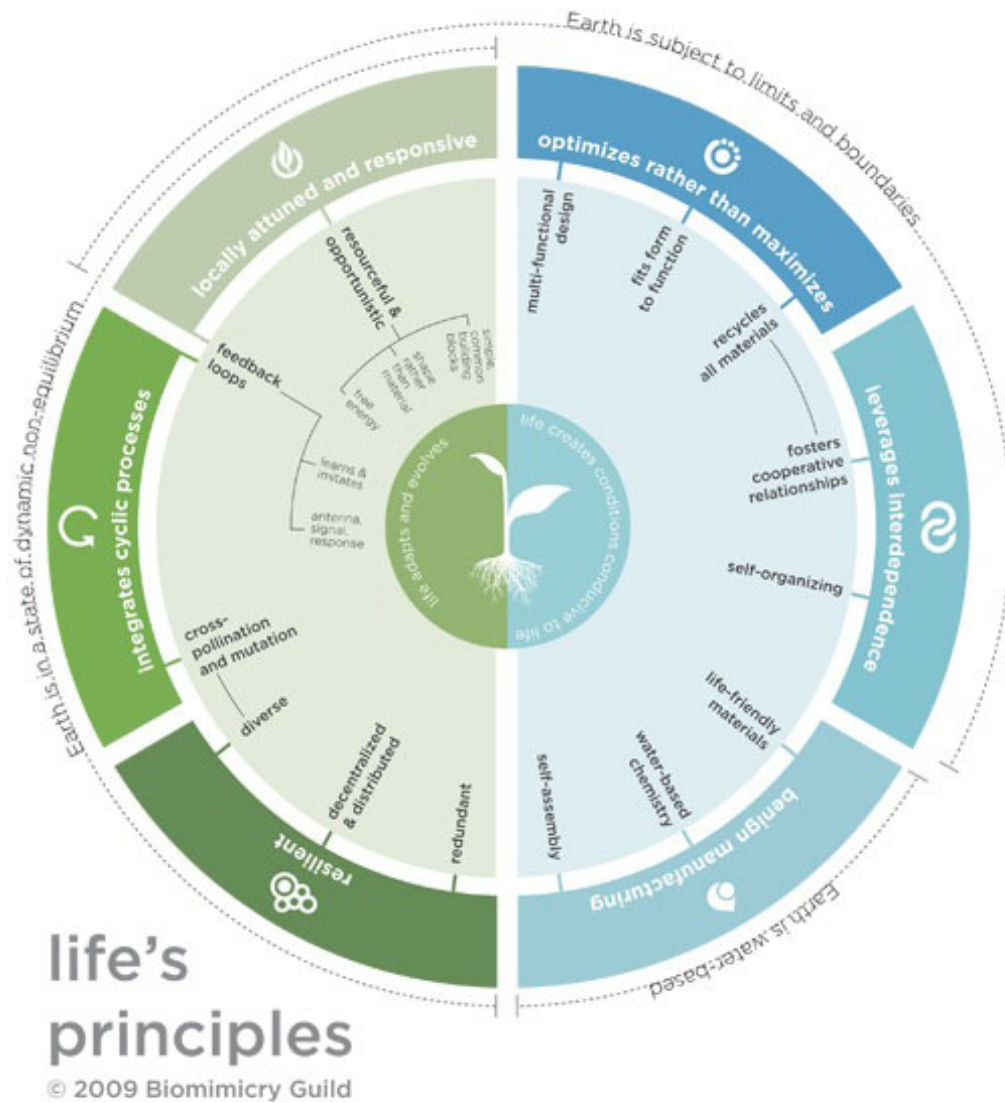 Earth is subject to limits and boundaries
optimizes rather than maximizes
multi-functional
design
fits form
to function
recycles
all materials
leverages interdependence
fosters
cooperative
relationships
self-organizing
benign manufacturing
life-friendly
materials
water-based
chemistry
self-assembly
Earth is water-based
resilient
redundant
decentralized
& distributed
diverse
cross-
pollination
and mutation
Integrates cyclic processes
feedback
loops
learns &
imitates
antenna,
signal,
response
locally attuned and responsive
resourceful &
opportunistic
free
energy
shape
rather
than
material
simple
common
building
blocks
Earth is in a state of dynamic non-equilibrium
life adapts and evolves
life creates conditions conducive to life
life's
principles
© 2009 Biomimicry Guild